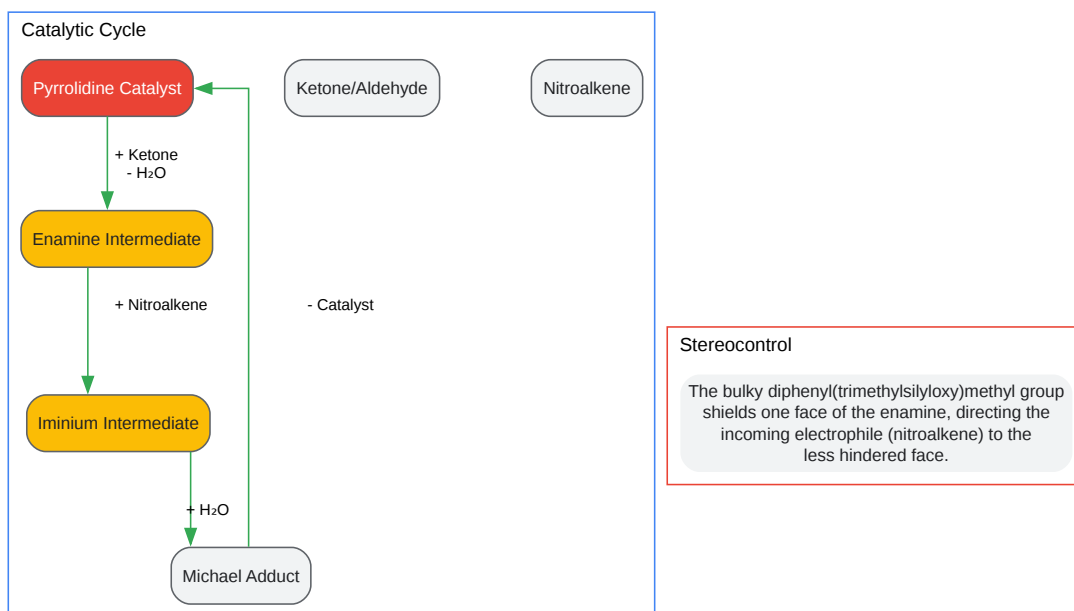 Catalytic Cycle
Pyrrolidine Catalyst
Ketone/Aldehyde
Nitroalkene
+ Ketone
- H₂O
Enamine Intermediate
+ Nitroalkene
- Catalyst
Iminium Intermediate
+ H₂O
Michael Adduct
Stereocontrol
The bulky diphenyl(trimethylsilyloxy)methyl group
shields one face of the enamine, directing the
incoming electrophile (nitroalkene) to the
less hindered face.